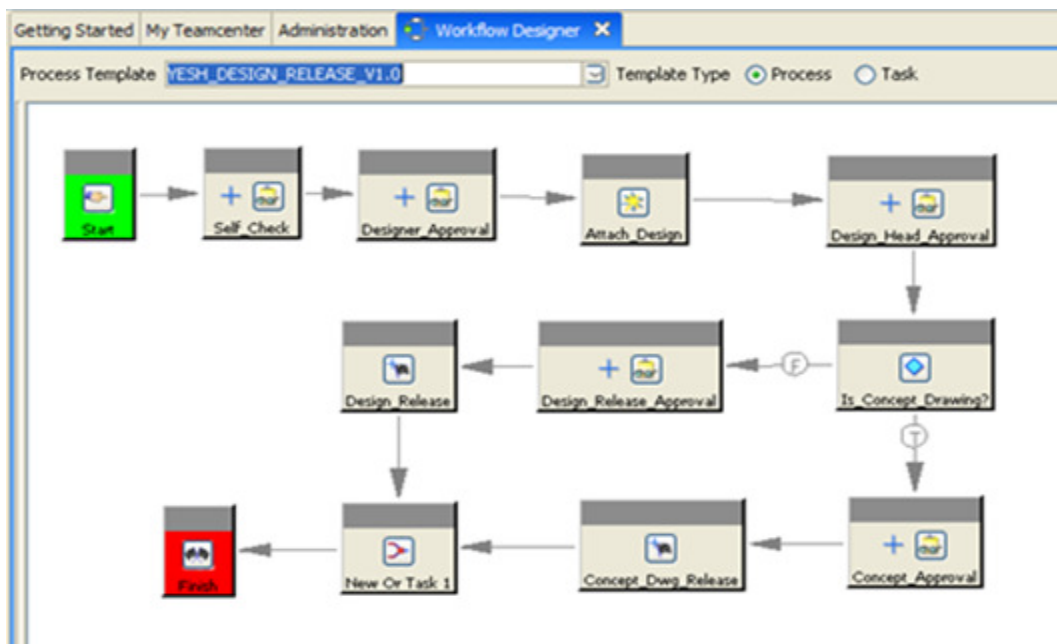 Getting Started My Teamcenter Administration Workflow Designer
Process Template YESH_DESIGN_RELEASE_V1.0 Template Type Process Task
Start Self_Check Designer_Approval Attach_Design Design_Head_Approval
Design_Release Design_Release_Approval F Is_Concept_Drawing?
T
Finish New Or Task 1 Concept_Dwg_Release Concept_Approval